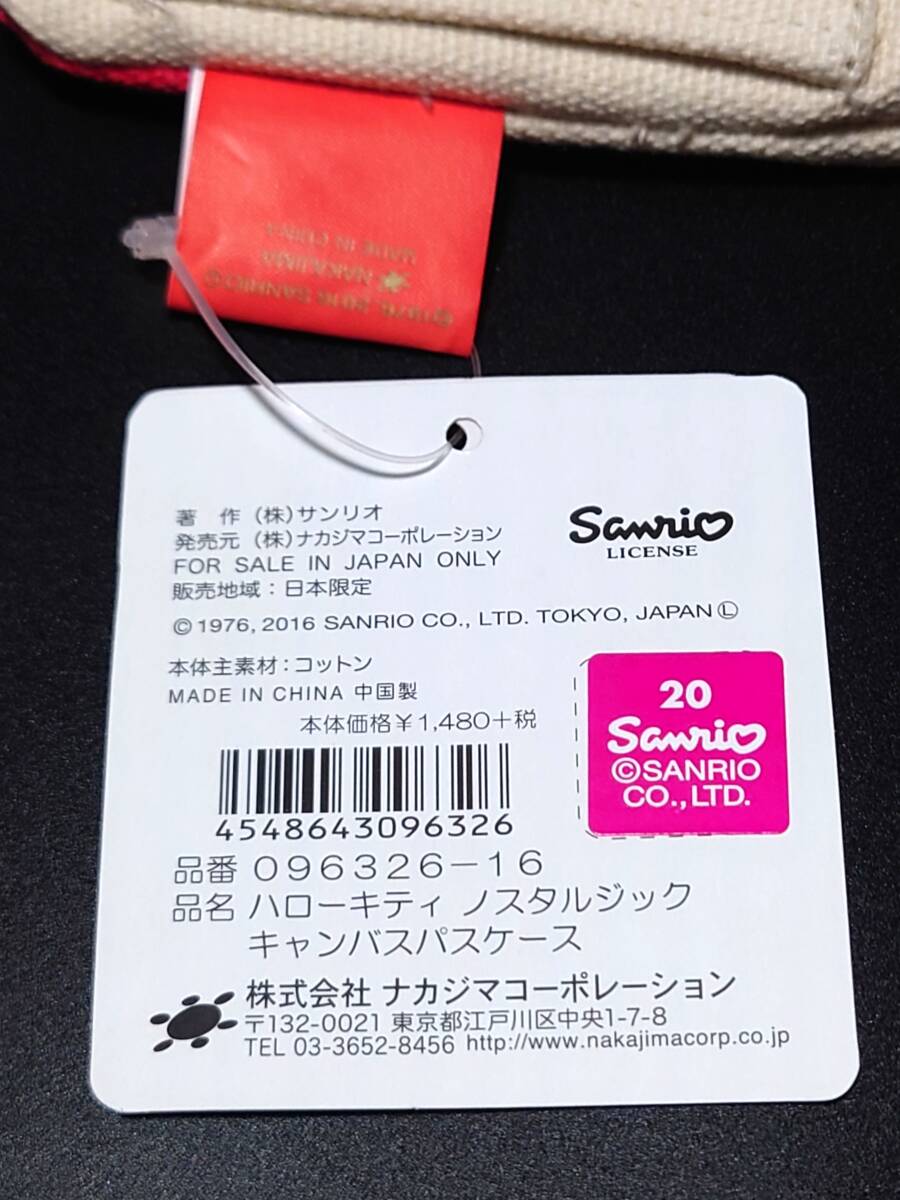 ©1976, 2016 SANRIO Ⓛ
NAKAJIMA
MADE IN CHINA
著　作 （株）サンリオ
発売元 （株）ナカジマコーポレーション
FOR SALE IN JAPAN ONLY
販売地域：日本限定
©1976, 2016 SANRIO CO., LTD. TOKYO, JAPAN Ⓛ
Sanrio
LICENSE
本体主素材：コットン
MADE IN CHINA 中国製
本体価格￥1,480＋税
4548643096326
20
Sanrio
©SANRIO
CO.,LTD.
品番 096326-16
品名 ハローキティ ノスタルジック
キャンバスパスケース
株式会社 ナカジマコーポレーション
〒132-0021 東京都江戸川区中央1-7-8
TEL 03-3652-8456 http://www.nakajimacorp.co.jp